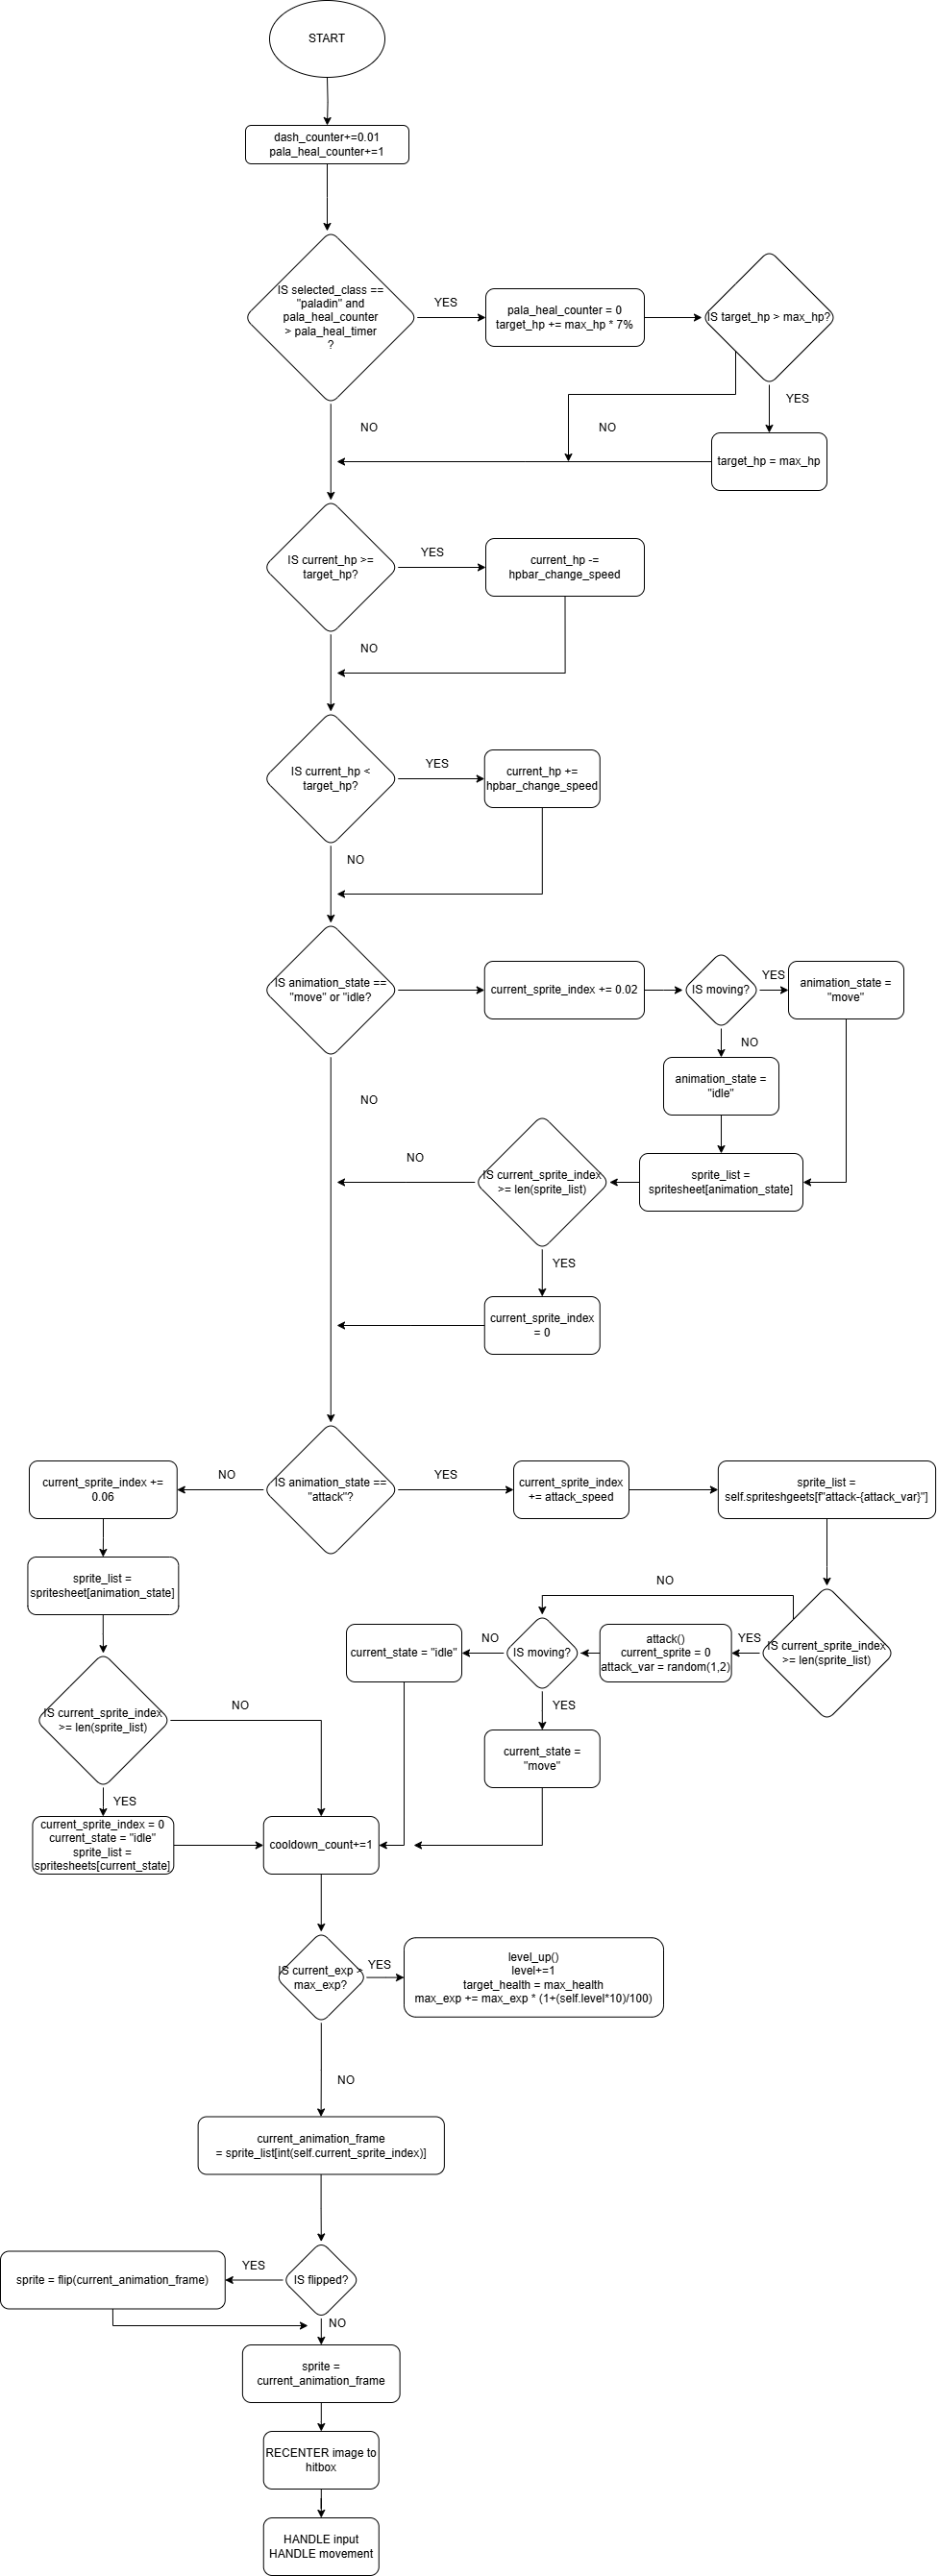 START
dash_counter+=0.01
pala_heal_counter+=1
IS selected_class ==
"paladin" and
pala_heal_counter
> pala_heal_timer
?
YES
pala_heal_counter = 0
target_hp += max_hp * 7%
IS target_hp > max_hp?
YES
NO
NO
target_hp = max_hp
IS current_hp >=
target_hp?
YES
current_hp -=
hpbar_change_speed
NO
IS current_hp <
target_hp?
YES
current_hp +=
hpbar_change_speed
NO
IS animation_state ==
"move" or "idle?
current_sprite_index += 0.02
IS moving?
YES
animation_state =
"move"
NO
animation_state =
"idle"
NO
sprite_list =
spritesheet[animation_state]
IS current_sprite_index
>= len(sprite_list)
NO
YES
current_sprite_index
= 0
IS animation_state ==
"attack"?
NO
current_sprite_index +=
0.06
YES
current_sprite_index
+= attack_speed
sprite_list =
self.spriteshgeets[f"attack-{attack_var}"]
sprite_list =
spritesheet[animation_state]
NO
IS current_sprite_index
>= len(sprite_list)
YES
attack()
current_sprite = 0
attack_var = random(1,2)
IS moving?
NO
current_state = "idle"
YES
current_state =
"move"
IS current_sprite_index
>= len(sprite_list)
NO
YES
current_sprite_index = 0
current_state = "idle"
sprite_list =
spritesheets[current_state]
cooldown_count+=1
IS current_exp >
max_exp?
YES
level_up()
level+=1
target_health = max_health
max_exp += max_exp * (1+(self.level*10)/100)
NO
current_animation_frame
= sprite_list[int(self.current_sprite_index)]
IS flipped?
YES
sprite = flip(current_animation_frame)
NO
sprite =
current_animation_frame
RECENTER image to
hitbox
HANDLE input
HANDLE movement